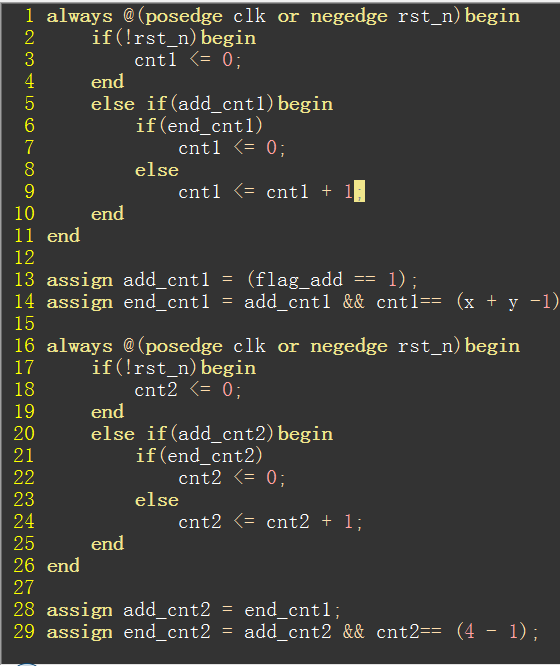 1 always @(posedge clk or negedge rst_n)begin
2     if(!rst_n)begin
3         cnt1 <= 0;
4     end
5     else if(add_cnt1)begin
6         if(end_cnt1)
7             cnt1 <= 0;
8         else
9             cnt1 <= cnt1 + 1;
10     end
11 end
12
13 assign add_cnt1 = (flag_add == 1);
14 assign end_cnt1 = add_cnt1 && cnt1== (x + y -1)
15
16 always @(posedge clk or negedge rst_n)begin
17     if(!rst_n)begin
18         cnt2 <= 0;
19     end
20     else if(add_cnt2)begin
21         if(end_cnt2)
22             cnt2 <= 0;
23         else
24             cnt2 <= cnt2 + 1;
25     end
26 end
27
28 assign add_cnt2 = end_cnt1;
29 assign end_cnt2 = add_cnt2 && cnt2== (4 - 1);